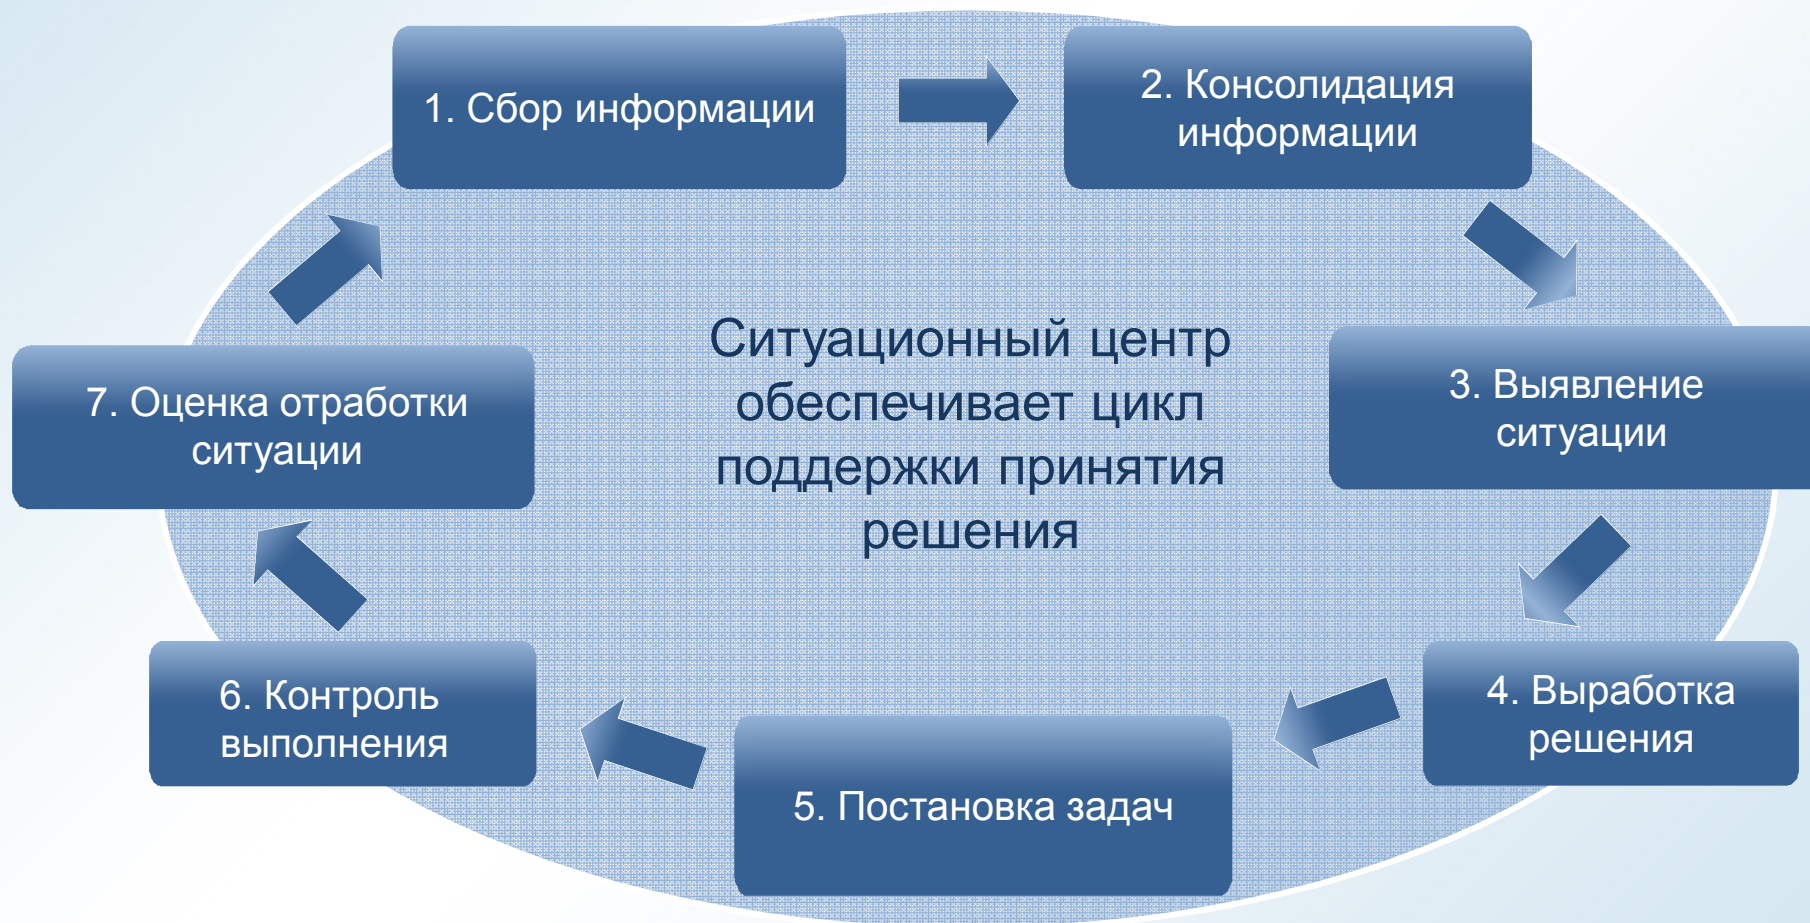 1. Сбор информации
2. Консолидация
информации
3. Выявление
ситуации
4. Выработка
решения
5. Постановка задач
6. Контроль
выполнения
7. Оценка отработки
ситуации
Ситуационный центр
обеспечивает цикл
поддержки принятия
решения